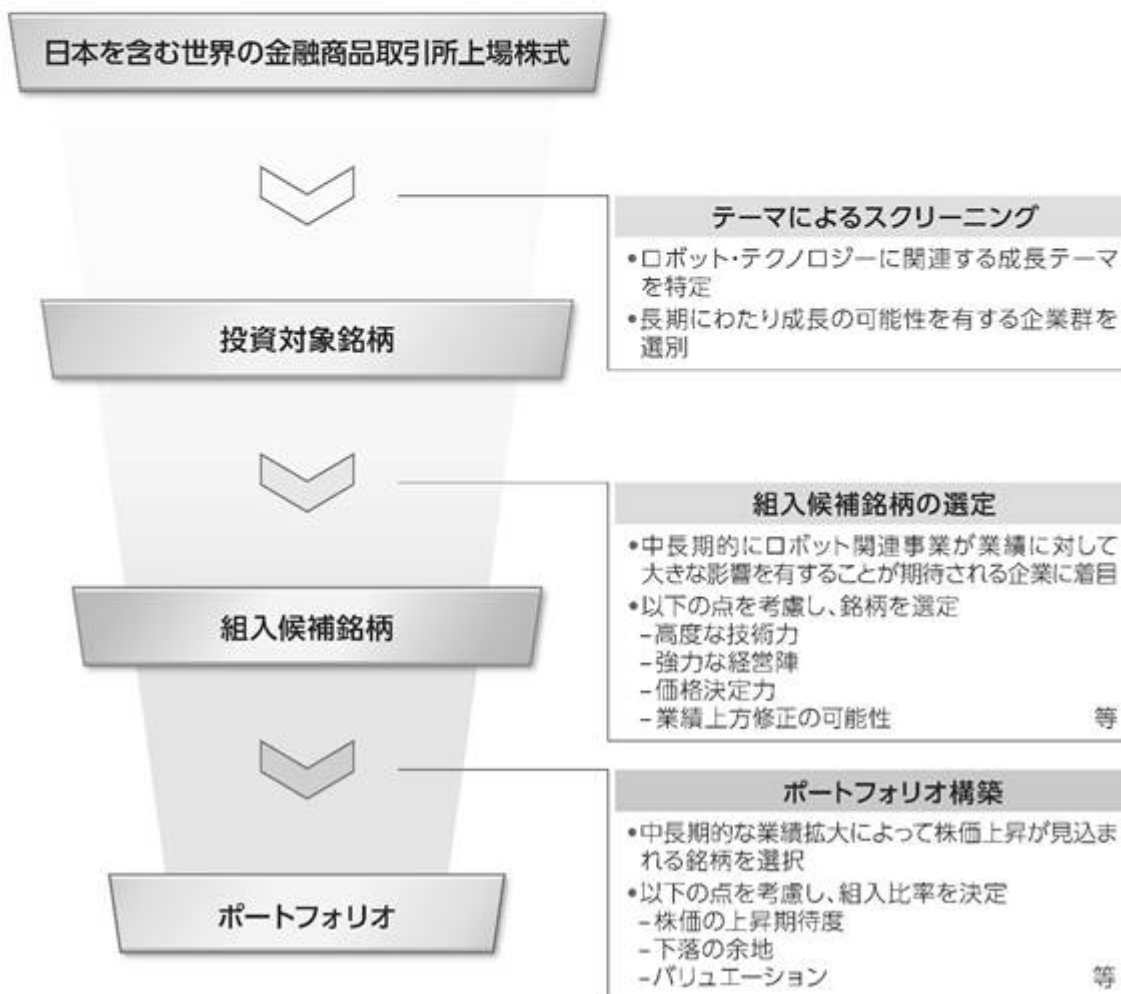 日本を含む世界の金融商品取引所上場株式
テーマによるスクリーニング
•ロボット・テクノロジーに関連する成長テーマ
を特定
•長期にわたり成長の可能性を有する企業群を
選別
投資対象銘柄
組入候補銘柄の選定
•中長期的にロボット関連事業が業績に対して
大きな影響を有することが期待される企業に着目
•以下の点を考慮し、銘柄を選定
–高度な技術力
–強力な経営陣
–価格決定力
–業績上方修正の可能性 等
組入候補銘柄
ポートフォリオ構築
•中長期的な業績拡大によって株価上昇が見込ま
れる銘柄を選択
•以下の点を考慮し、組入比率を決定
–株価の上昇期待度
–下落の余地
–バリュエーション 等
ポートフォリオ